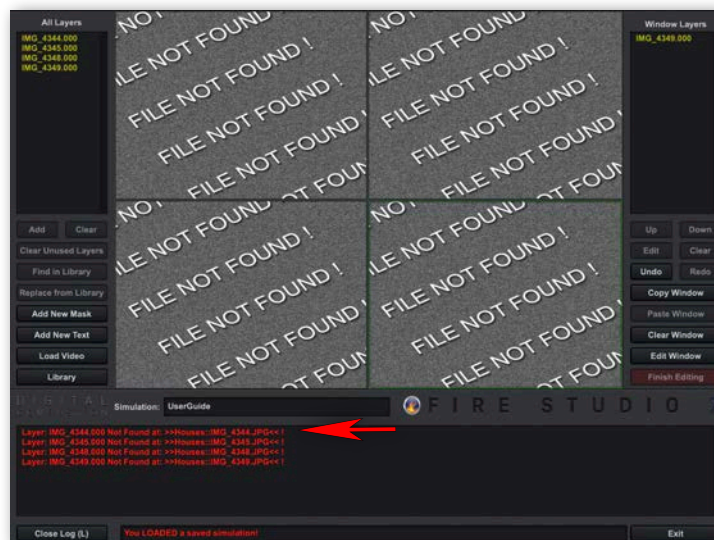 All Layers
IMG_4344.000
IMG_4345.000
IMG_4348.000
IMG_4349.000
Add Clear
Clear Unused Layers
Find in Library
Replace from Library
Add New Mask
Add New Text
Load Video
Library
FILE NOT FOUND !
FILE NOT FOUND !
FILE NOT FOUND !
FILE NOT FOUND !
FILE NOT FOUND !
FILE NOT FOUND !
FILE NOT FOUND !
FILE NOT FOUND !
Window Layers
IMG_4349.000
Up Down
Edit Clear
Undo Redo
Copy Window
Paste Window
Clear Window
Edit Window
Finish Editing
DIGITAL
Simulation: UserGuide
FIRE STUDIO
Layer: IMG_4344.000 Not Found at: >>Houses::IMG_4344.JPG<< !
Layer: IMG_4345.000 Not Found at: >>Houses::IMG_4345.JPG<< !
Layer: IMG_4348.000 Not Found at: >>Houses::IMG_4348.JPG<< !
Layer: IMG_4349.000 Not Found at: >>Houses::IMG_4349.JPG<< !
Close Log (L) You LOADED a saved simulation! Exit